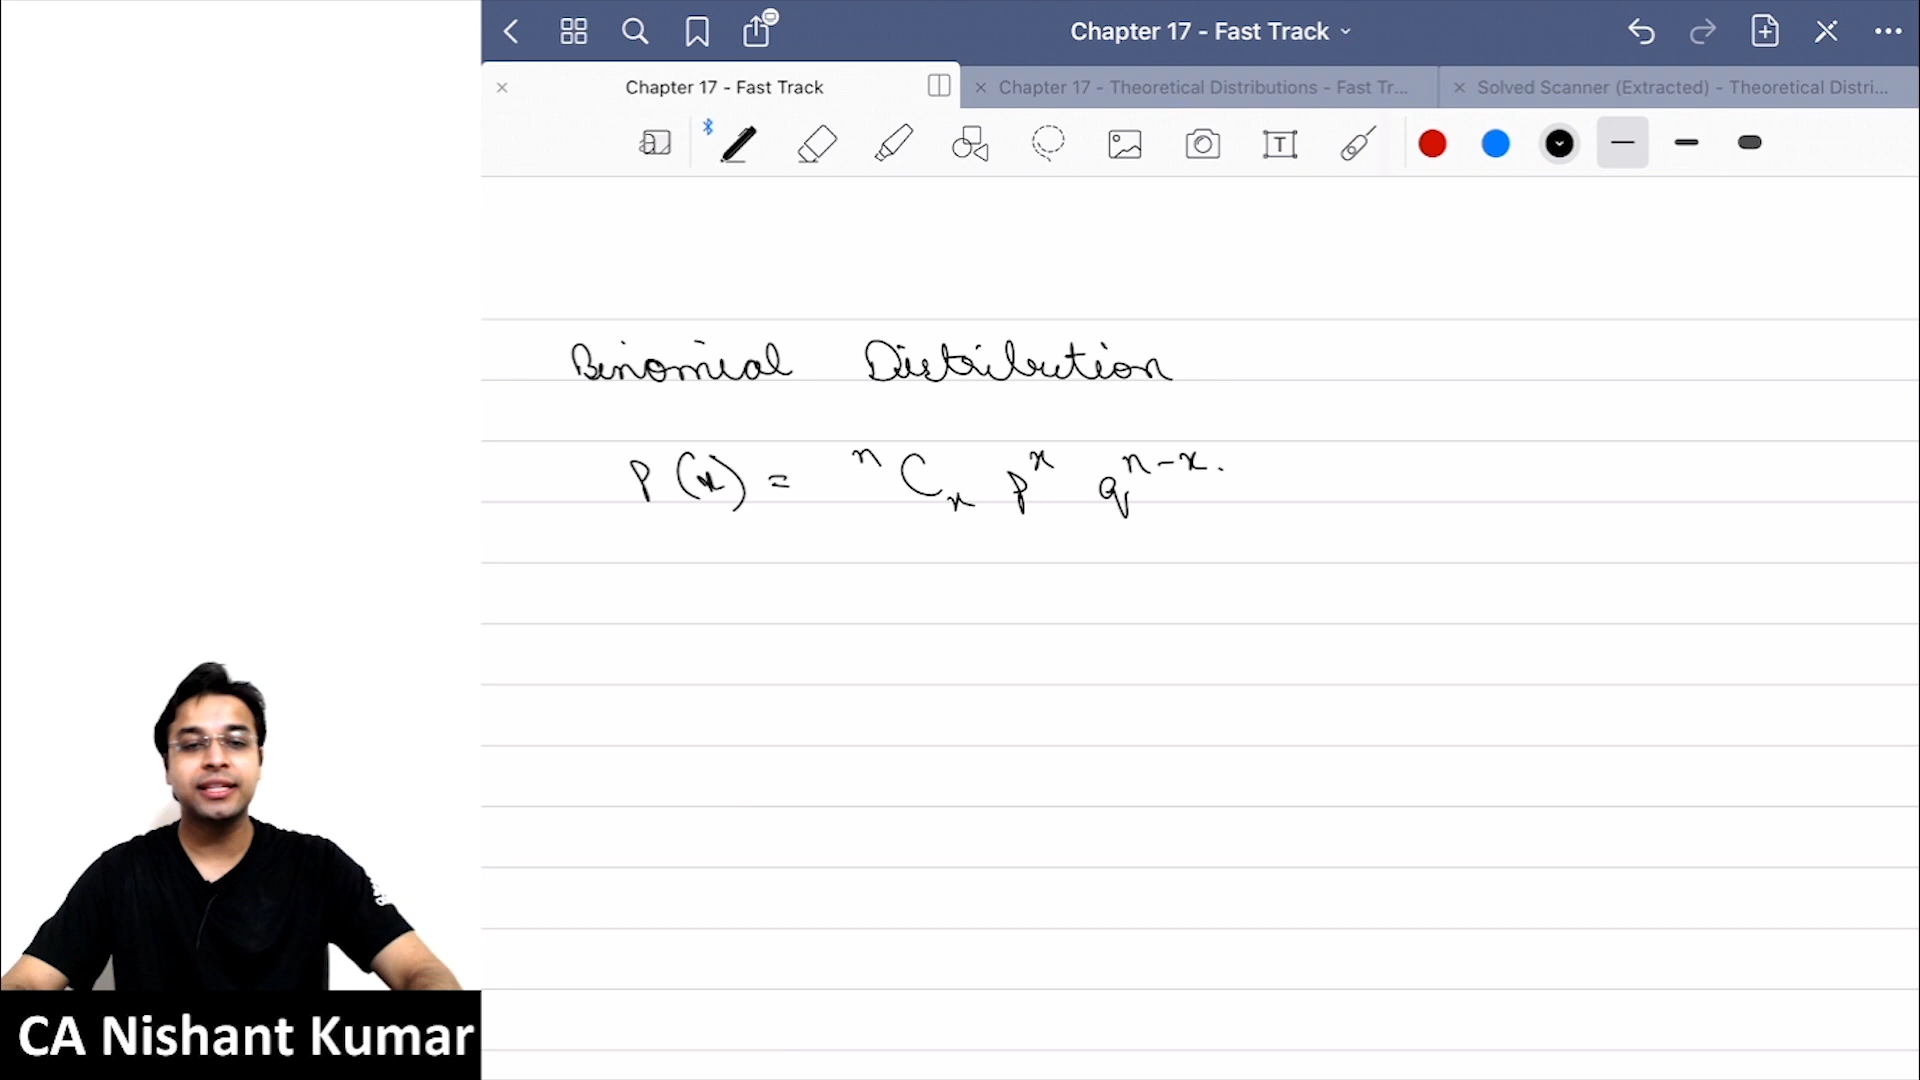 Chapter 17 - Fast Track
Chapter 17 - Fast Track
Chapter 17 - Theoretical Distributions - Fast Tr...
Solved Scanner (Extracted) - Theoretical Distri...
Binomial Distribution
P(x) = ⁿCₓ pˣ qⁿ⁻ˣ.
CA Nishant Kumar